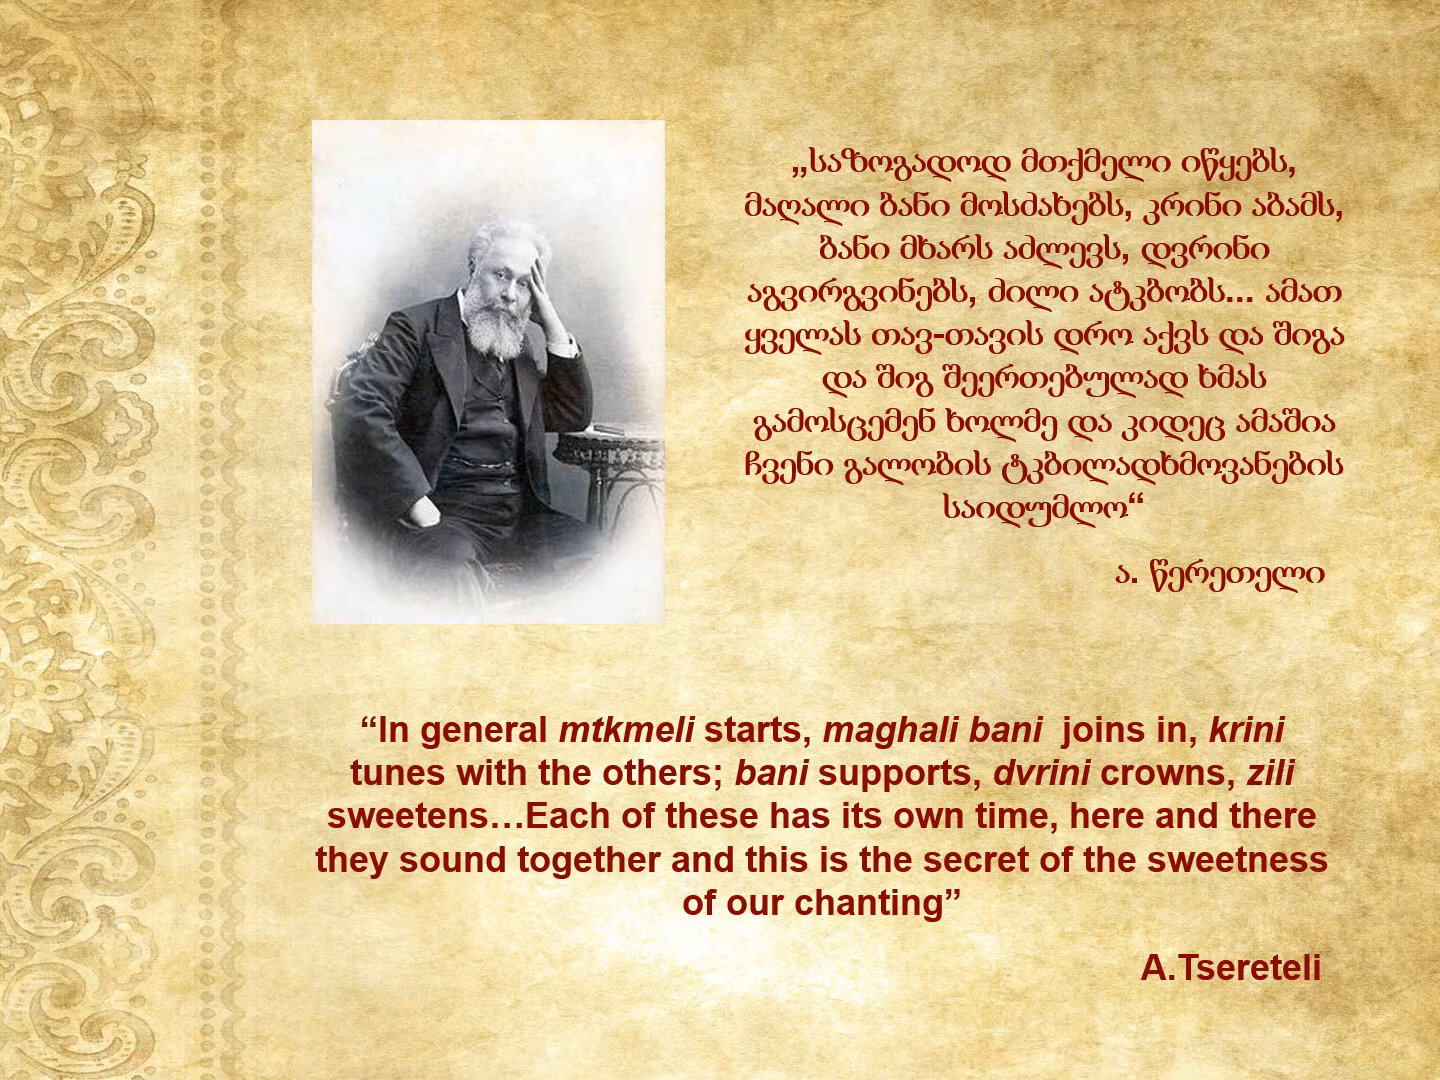 „საზოგადოდ მთქმელი იწყებს,
მაღალი ბანი მოსძახებს, კრინი აბამს,
ბანი მხარს აძლევს, დვრინი
აგვირგვინებს, ძილი ატკბობს... ამათ
ყველას თავ-თავის დრო აქვს და შიგა
და შიგ შეერთებულად ხმას
გამოსცემენ ხოლმე და კიდეც ამაშია
ჩვენი გალობის ტკბილადხმოვანების
საიდუმლო“
ა. წერეთელი
“In general mtkmeli starts, maghali bani  joins in, krini
tunes with the others; bani supports, dvrini crowns, zili
sweetens…Each of these has its own time, here and there
they sound together and this is the secret of the sweetness
of our chanting”
A.Tsereteli